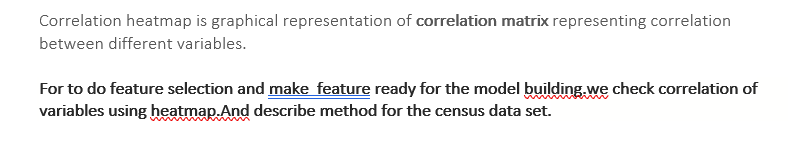 Correlation heatmap is graphical representation of correlation matrix representing correlation
between different variables.
For to do feature selection and make feature ready for the model building.we check correlation of
variables using heatmap.And describe method for the census data set.